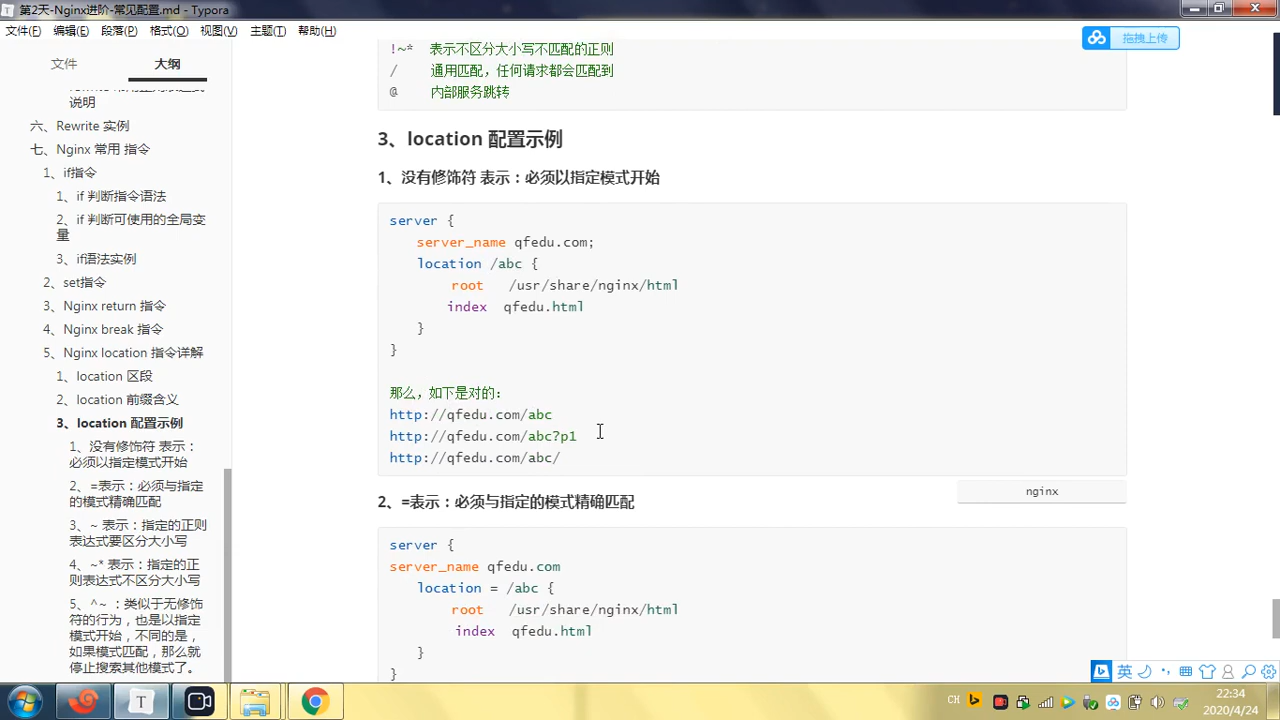 第2天-Nginx进阶-常见配置.md - Typora
文件(F) 编辑(E) 段落(P) 格式(O) 视图(V) 主题(T) 帮助(H)
拖拽上传
文件 大纲
说明
六、Rewrite 实例
七、Nginx 常用 指令
1、if指令
1、if 判断指令语法
2、if 判断可使用的全局变
量
3、if语法实例
2、set指令
3、Nginx return 指令
4、Nginx break 指令
5、Nginx location 指令详解
1、location 区段
2、location 前缀含义
3、location 配置示例
1、没有修饰符 表示：
必须以指定模式开始
2、=表示：必须与指定
的模式精确匹配
3、~ 表示：指定的正则
表达式要区分大小写
4、~* 表示：指定的正
则表达式不区分大小写
5、^~ ：类似于无修饰
符的行为，也是以指定
模式开始，不同的是，
如果模式匹配，那么就
停止搜索其他模式了。
!~* 表示不区分大小写不匹配的正则
/ 通用匹配，任何请求都会匹配到
@ 内部服务跳转
3、location 配置示例
1、没有修饰符 表示：必须以指定模式开始
server {
server_name qfedu.com;
location /abc {
root /usr/share/nginx/html
index qfedu.html
}
}
那么，如下是对的：
http://qfedu.com/abc
http://qfedu.com/abc?p1
http://qfedu.com/abc/
nginx
2、=表示：必须与指定的模式精确匹配
server {
server_name qfedu.com
location = /abc {
root /usr/share/nginx/html
index qfedu.html
}
}
英
CH
22:34
2020/4/24